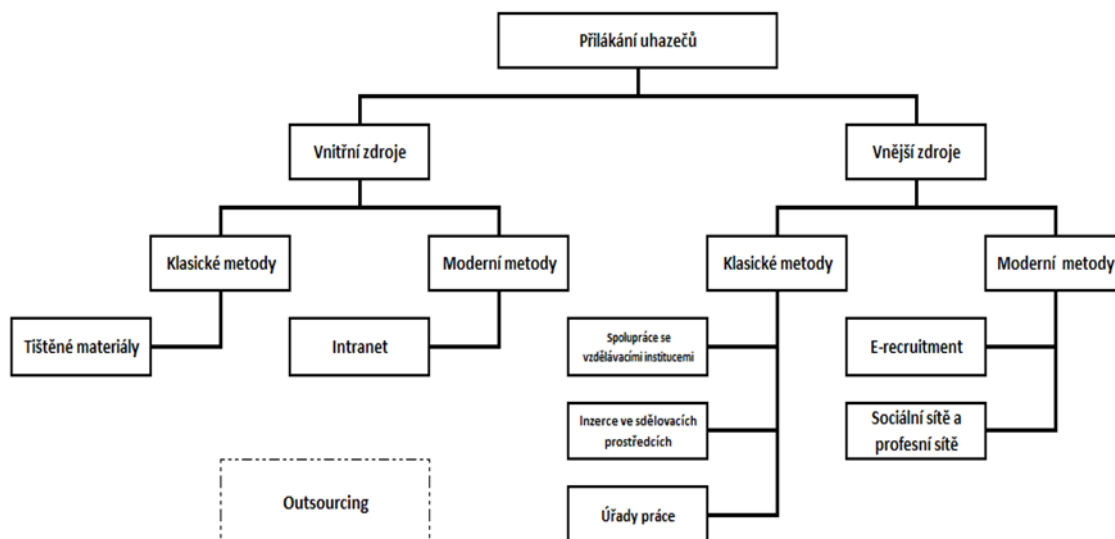 Přilákání uhazečů
Vnitřní zdroje
Vnější zdroje
Klasické metody
Moderní metody
Klasické metody
Moderní metody
Tištěné materiály
Intranet
Spolupráce se
vzdělávacími institucemi
E-recruitment
Inzerce ve sdělovacích
prostředcích
Sociální sítě a
profesní sítě
Outsourcing
Úřady práce